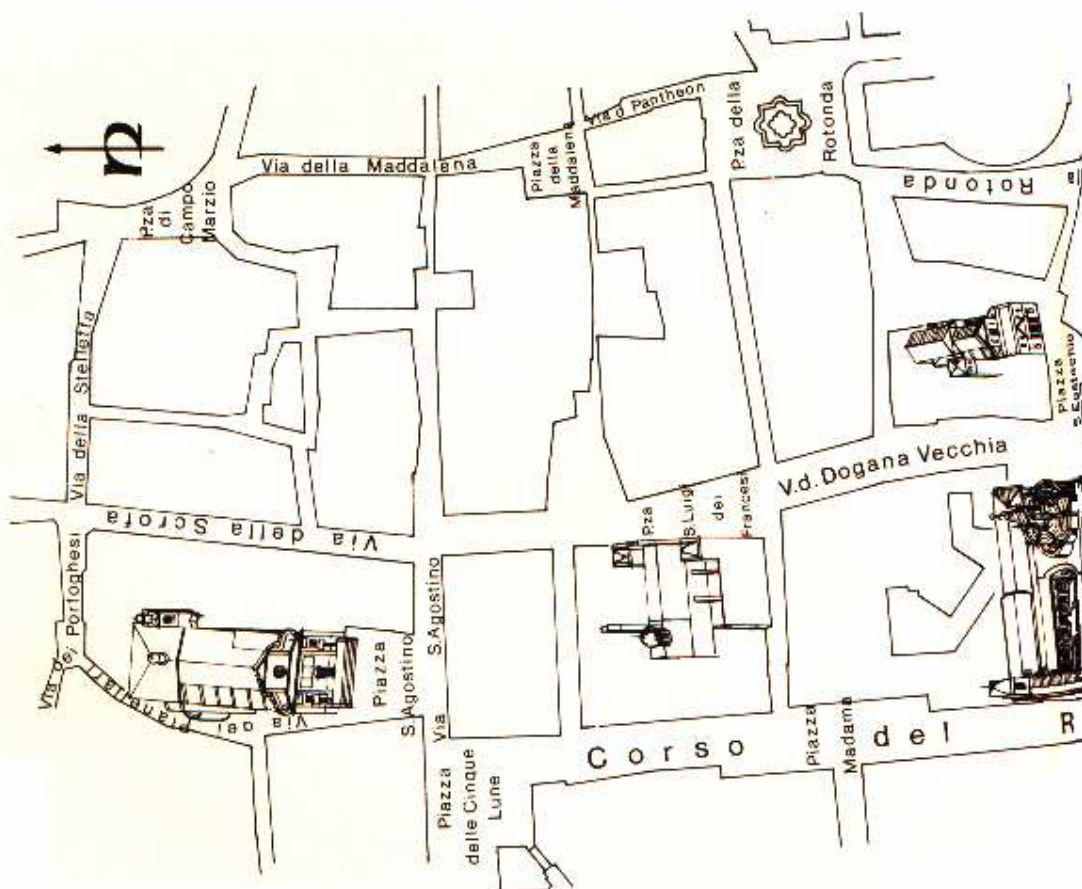 n
Via della Maddalena
Pza
di
Campo
Marzio
Piazza
della
Maddalena
Via d Pantheon
Pza della
Rotonda
Rotonda
Via della Stelletta
Via della Scrofa
Via dei Portoghesi
Via dei Pianellari
Piazza
S. Agostino
Via S. Agostino
Piazza
delle Cinque
Lune
Pza
S. Luigi
dei
Francesi
V.d. Dogana Vecchia
Piazza
S. Eustachio
Corso del R
Piazza
Madama